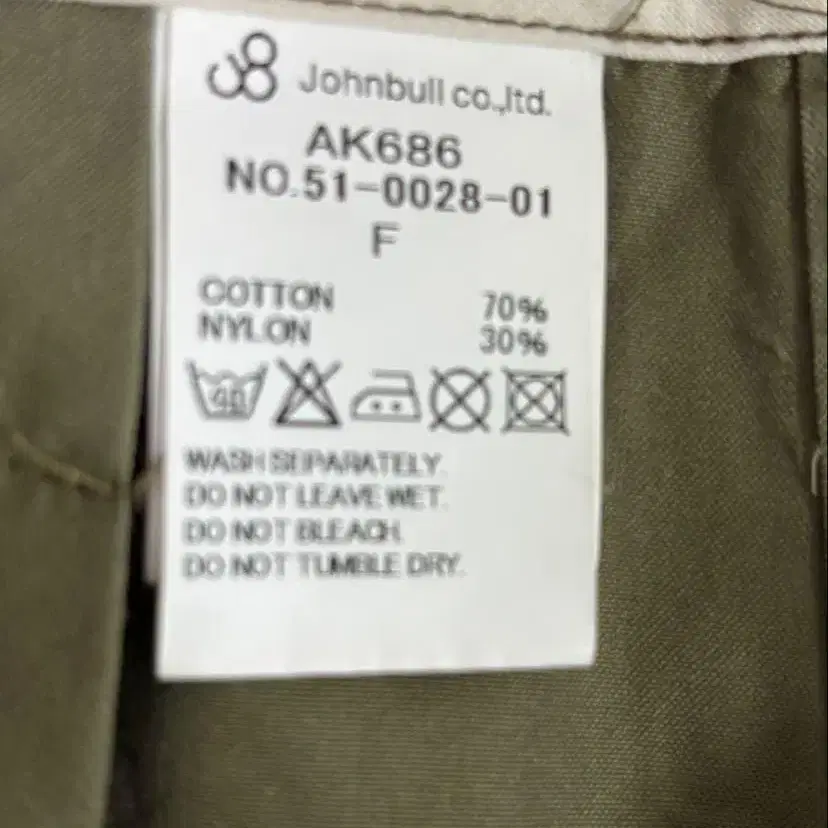 Johnbull co.,ltd.
AK686
NO.51-0028-01
F
COTTON 70%
NYLON 30%
40
WASH SEPARATELY.
DO NOT LEAVE WET.
DO NOT BLEACH.
DO NOT TUMBLE DRY.